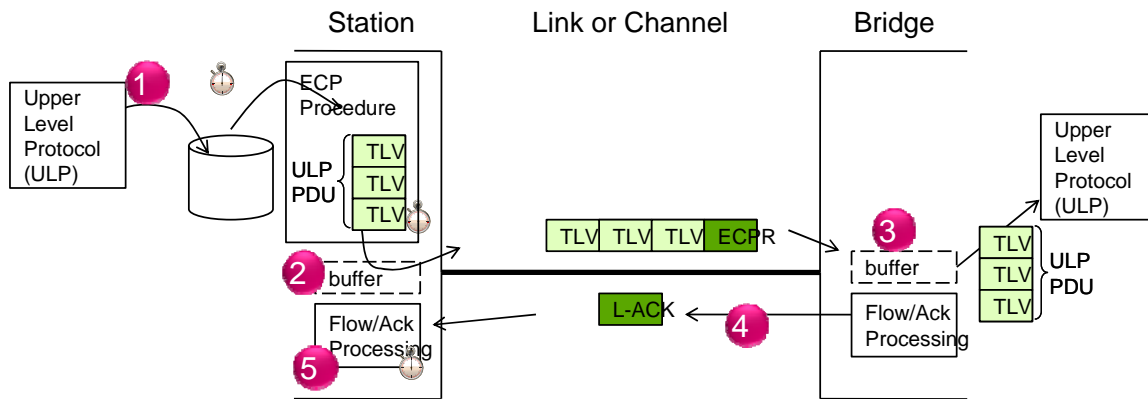 Station
Link or Channel
Bridge
1
Upper
Level
Protocol
(ULP)
ECP
Procedure
ULP
PDU
TLV
TLV
TLV
2
buffer
Flow/Ack
Processing
5
TLV TLV TLV ECPR
L-ACK
4
3
buffer
Flow/Ack
Processing
Upper
Level
Protocol
(ULP)
TLV
TLV
TLV
ULP
PDU